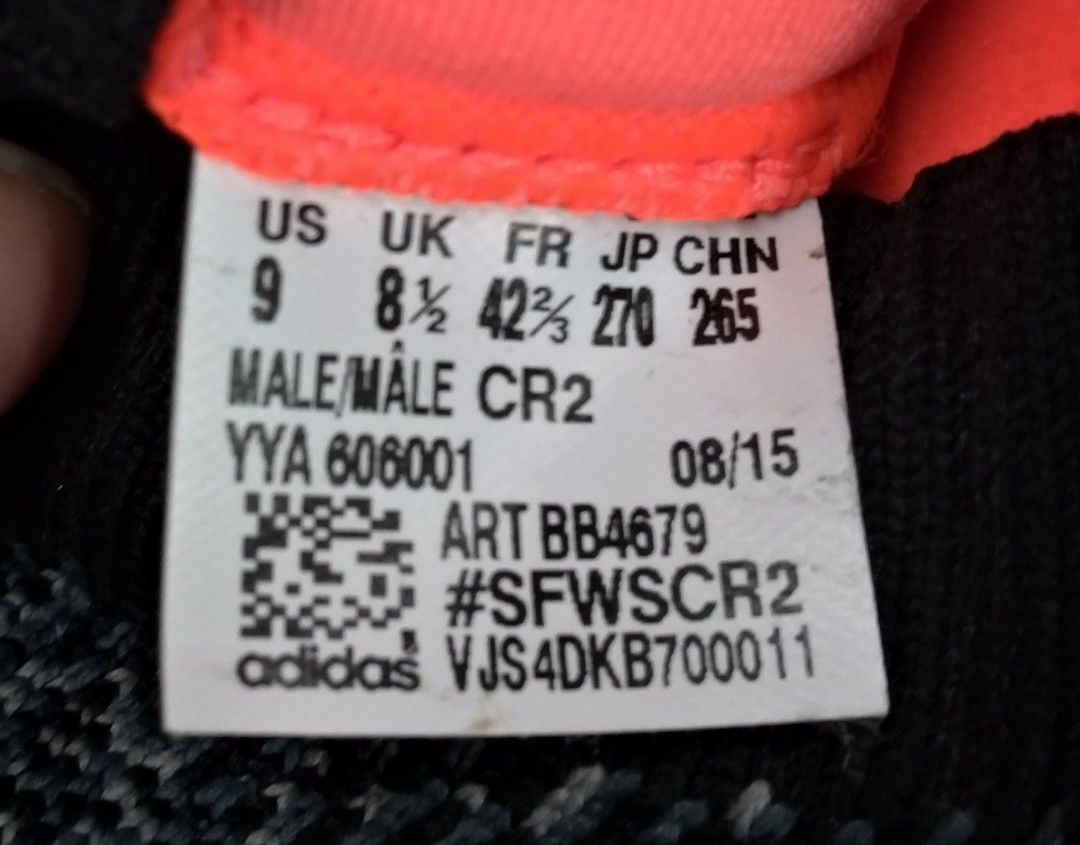 US UK FR JP CHN
9 8½ 42⅔ 270 265
MALE/MÂLE CR2
YYA 606001 08/15
ART BB4679
#SFWSCR2
adidas VJS4DKB700011